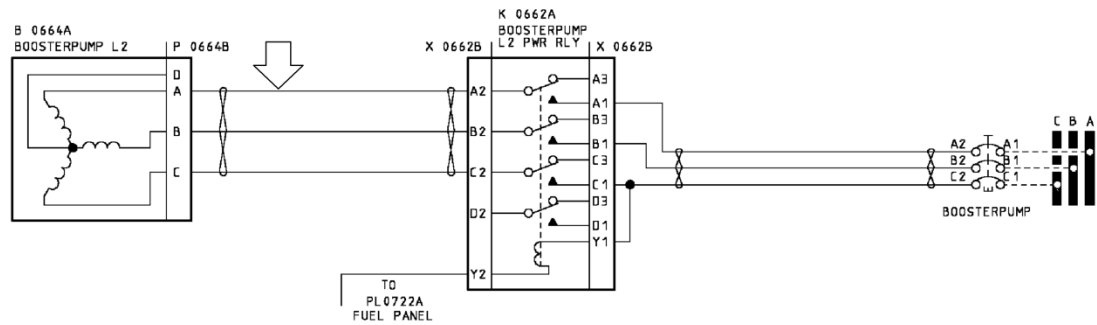 K 0662A
BOOSTERPUMP
L2 PWR RLY
B 0664A
BOOSTERPUMP L2
P 0664B
X 0662B
X 0662B
D
A
B
C
A2
B2
C2
D2
Y2
A3
A1
B3
B1
C3
C1
D3
D1
Y1
C B A
A2 A1
B2 B1
C2 C1
BOOSTERPUMP
TO
PL0722A
FUEL PANEL